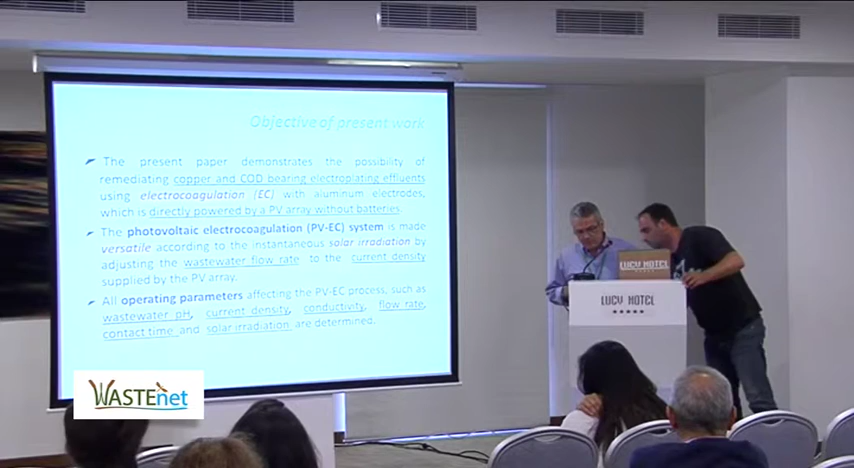 Objective of present work
The present paper demonstrates the possibility of
remediating copper and COD bearing electroplating effluents
using electrocoagulation (EC) with aluminum electrodes,
which is directly powered by a PV array without batteries.
The photovoltaic electrocoagulation (PV-EC) system is made
versatile according to the instantaneous solar irradiation by
adjusting the wastewater flow rate to the current density
supplied by the PV array.
All operating parameters affecting the PV-EC process, such as
wastewater pH, current density, conductivity, flow rate,
contact time and solar irradiation are determined.
LUCY HOTEL
LUCY HOTEL
WASTEnet